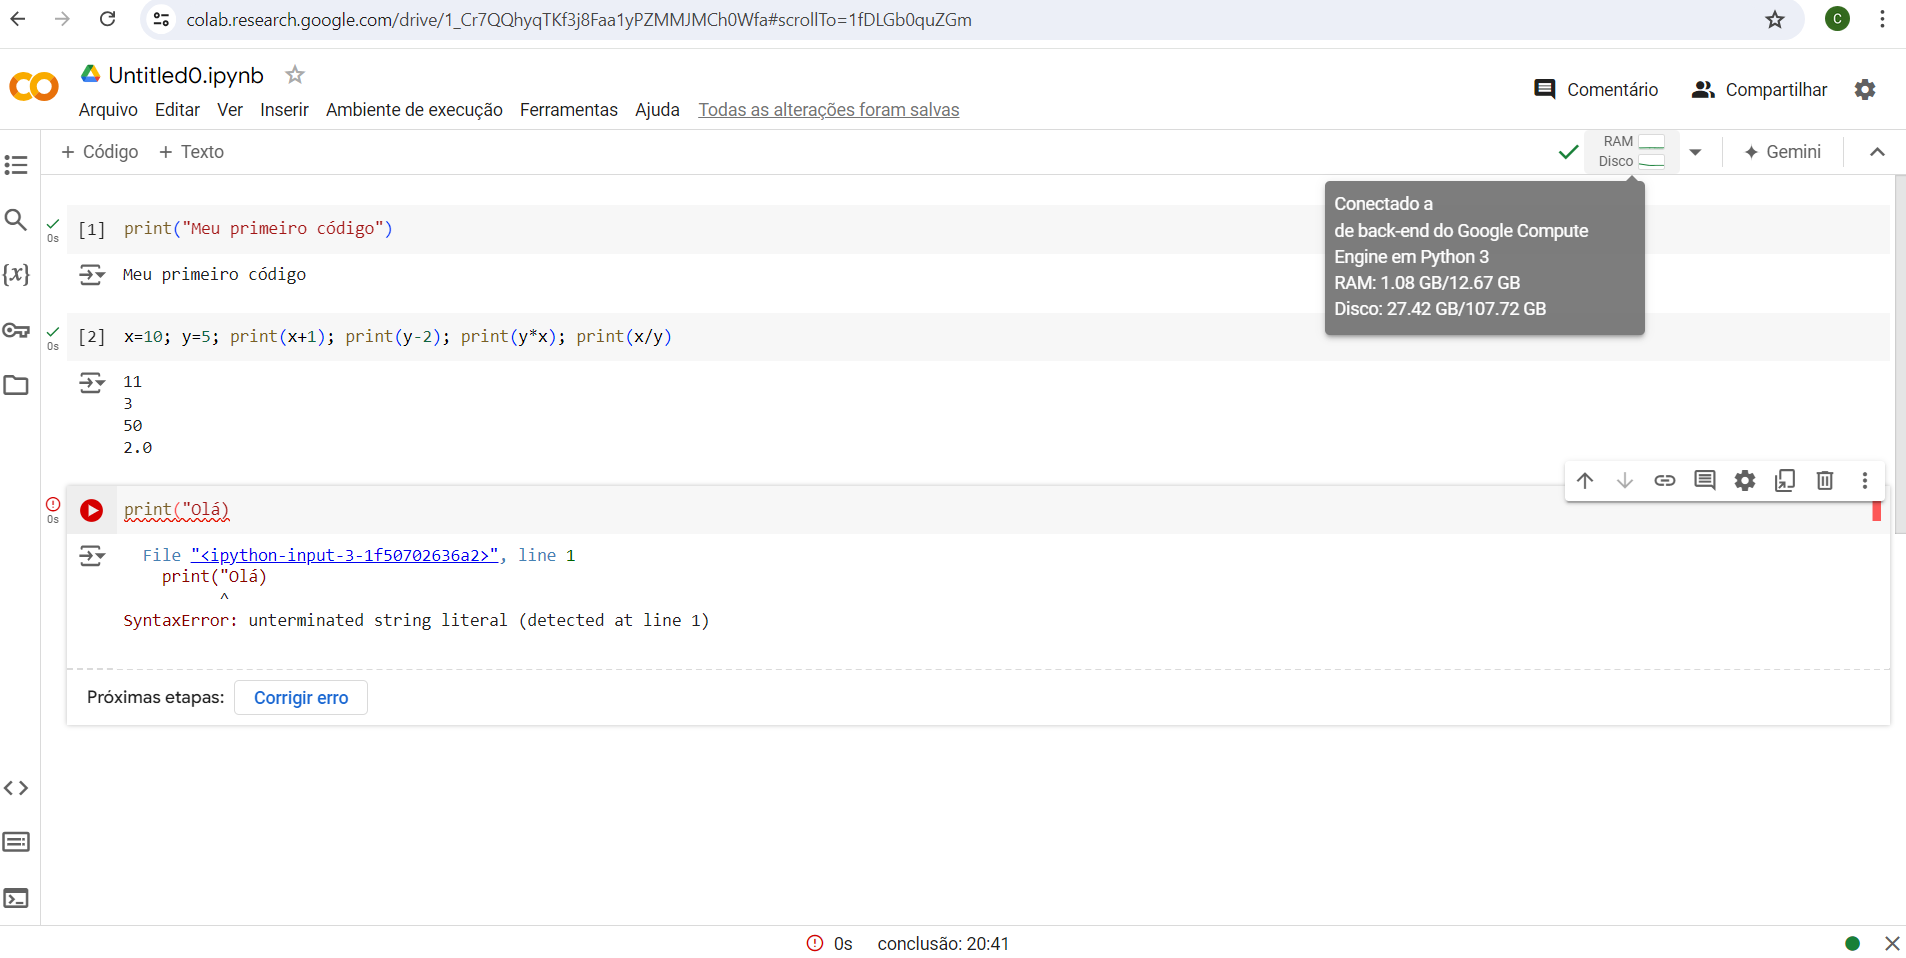 colab.research.google.com/drive/1_Cr7QQhyqTKf3j8Faa1yPZMMJMCh0Wfa#scrollTo=1fDLGb0quZGm
C
Untitled0.ipynb
Arquivo Editar Ver Inserir Ambiente de execução Ferramentas Ajuda Todas as alterações foram salvas
Comentário Compartilhar
+ Código + Texto
RAM
Disco
Gemini
Conectado a
de back-end do Google Compute
Engine em Python 3
RAM: 1.08 GB/12.67 GB
Disco: 27.42 GB/107.72 GB
0s
[1] print("Meu primeiro código")
Meu primeiro código
0s
[2] x=10; y=5; print(x+1); print(y-2); print(y*x); print(x/y)
11
3
50
2.0
0s
print("Olá)
File "<ipython-input-3-1f50702636a2>", line 1
print("Olá)
^
SyntaxError: unterminated string literal (detected at line 1)
Próximas etapas: Corrigir erro
0s conclusão: 20:41